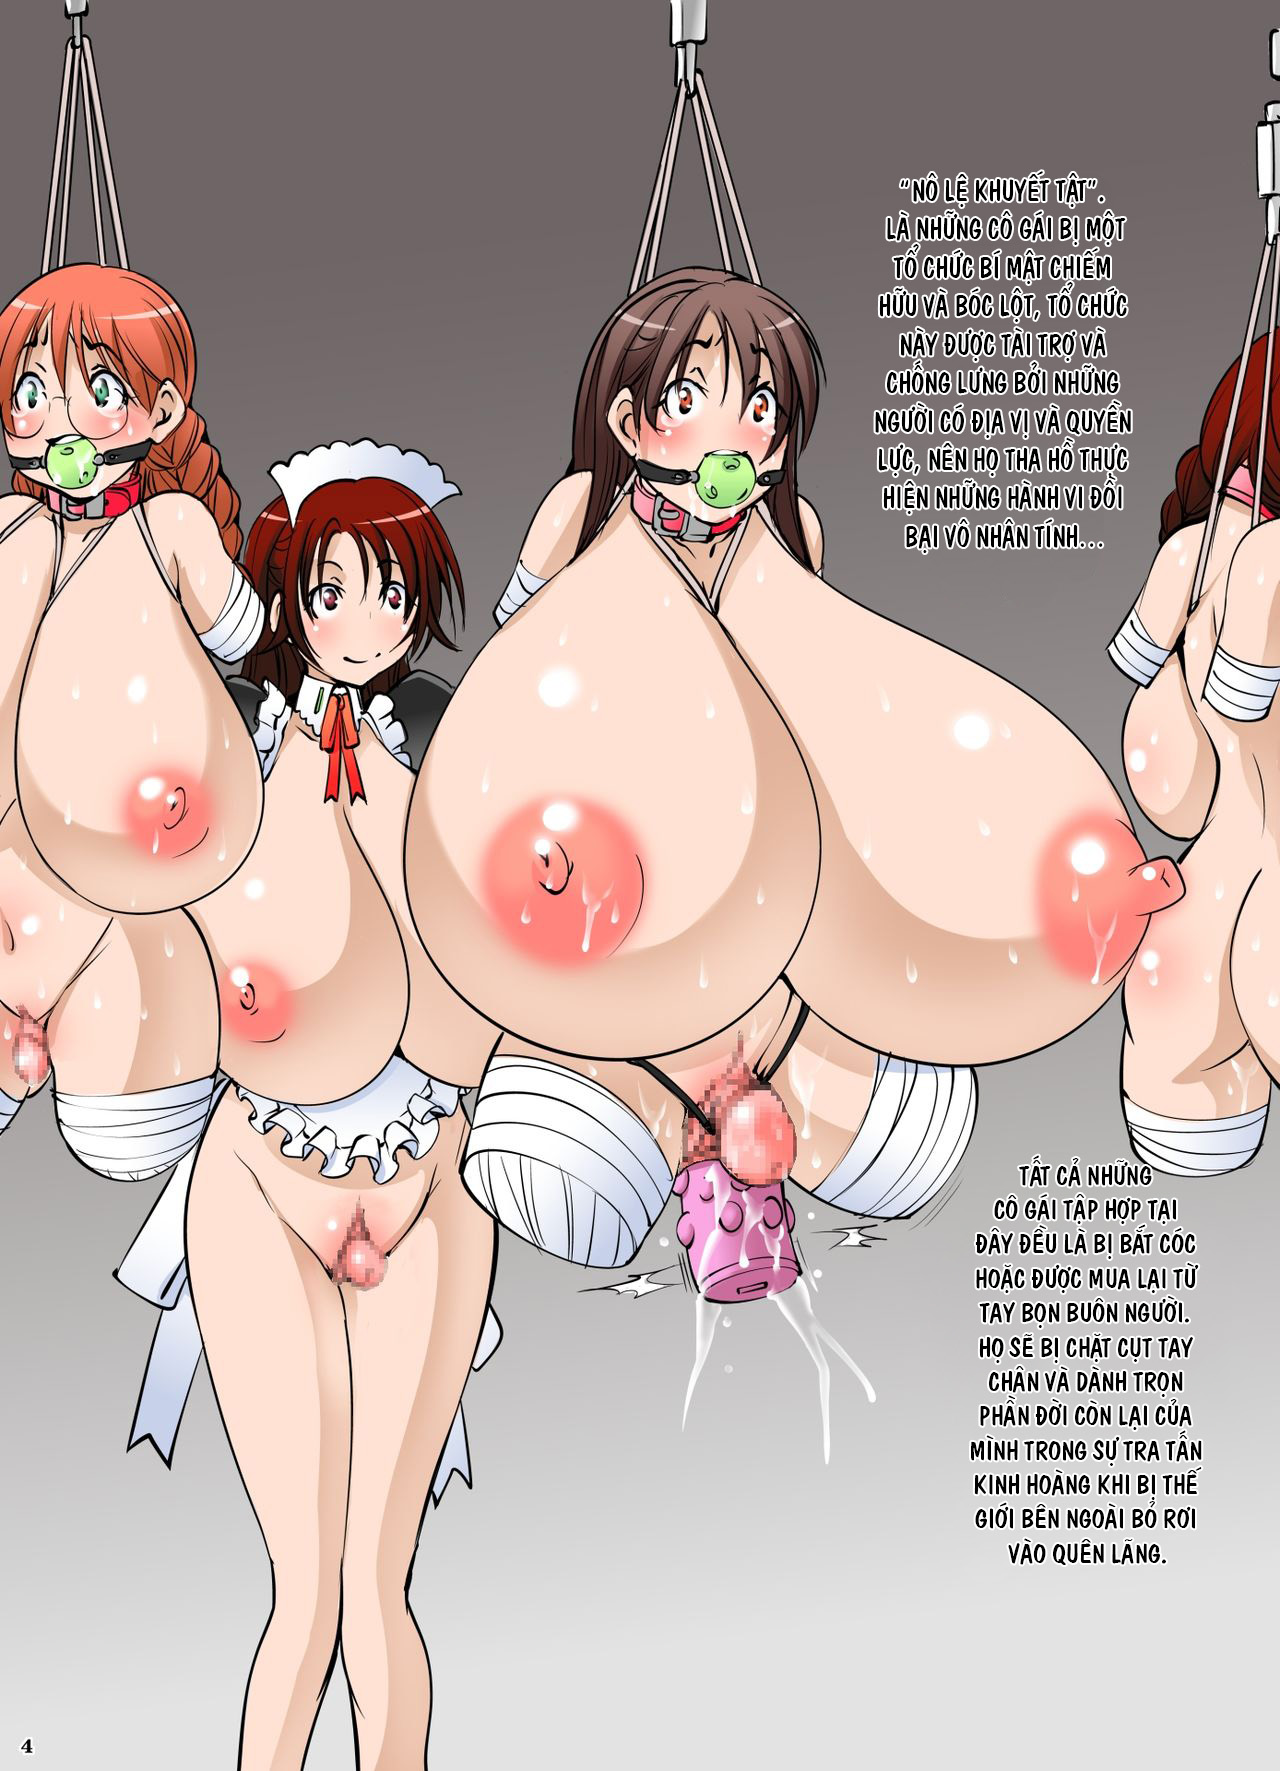 “NÔ LỆ KHUYẾT TẬT”.
LÀ NHỮNG CÔ GÁI BỊ MỘT
TỔ CHỨC BÍ MẬT CHIẾM
HỮU VÀ BÓC LỘT, TỔ CHỨC
NÀY ĐƯỢC TÀI TRỢ VÀ
CHỐNG LƯNG BỞI NHỮNG
NGƯỜI CÓ ĐỊA VỊ VÀ QUYỀN
LỰC, NÊN HỌ THA HỒ THỰC
HIỆN NHỮNG HÀNH VI ĐỒI
BẠI VÔ NHÂN TÍNH...
TẤT CẢ NHỮNG
CÔ GÁI TẬP HỢP TẠI
ĐÂY ĐỀU LÀ BỊ BẮT CÓC
HOẶC ĐƯỢC MUA LẠI TỪ
TAY BỌN BUÔN NGƯỜI.
HỌ SẼ BỊ CHẶT CỤT TAY
CHÂN VÀ DÀNH TRỌN
PHẦN ĐỜI CÒN LẠI CỦA
MÌNH TRONG SỰ TRA TẤN
KINH HOÀNG KHI BỊ THẾ
GIỚI BÊN NGOÀI BỎ RƠI
VÀO QUÊN LÃNG.
4